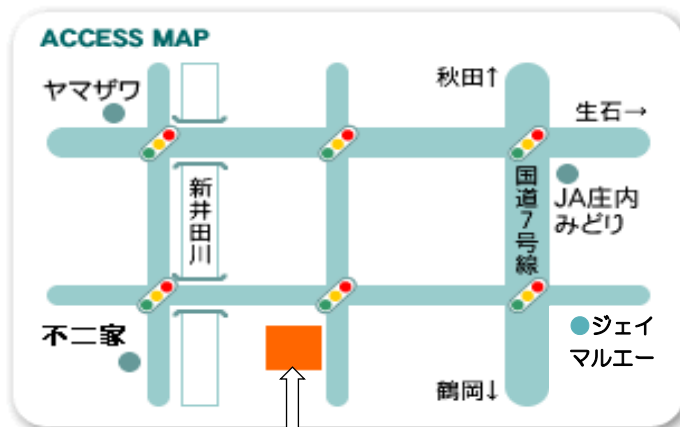 ACCESS MAP
ヤマザワ
秋田↑
生石→
新井田川
国道7号線
JA庄内
みどり
不二家
ジェイ
マルエー
鶴岡↓